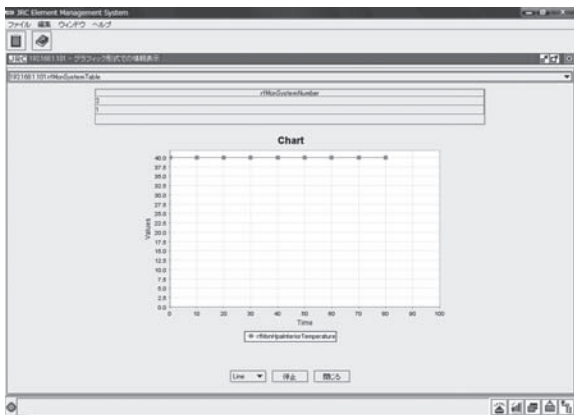 JRC Element Management System
ファイル 編集 ウィンドウ ヘルプ
JRC 192.168.1.101 - グラフィック形式での情報表示
192.168.1.101 rfMonSystemTable
rfMonSystemNumber
2
1
Chart
Values
40.0
37.5
35.0
32.5
30.0
27.5
25.0
22.5
20.0
17.5
15.0
12.5
10.0
7.5
5.0
2.5
0.0
0 10 20 30 40 50 60 70 80 90 100
Time
rfMonHpaInteriorTemperature
Line 停止 閉じる